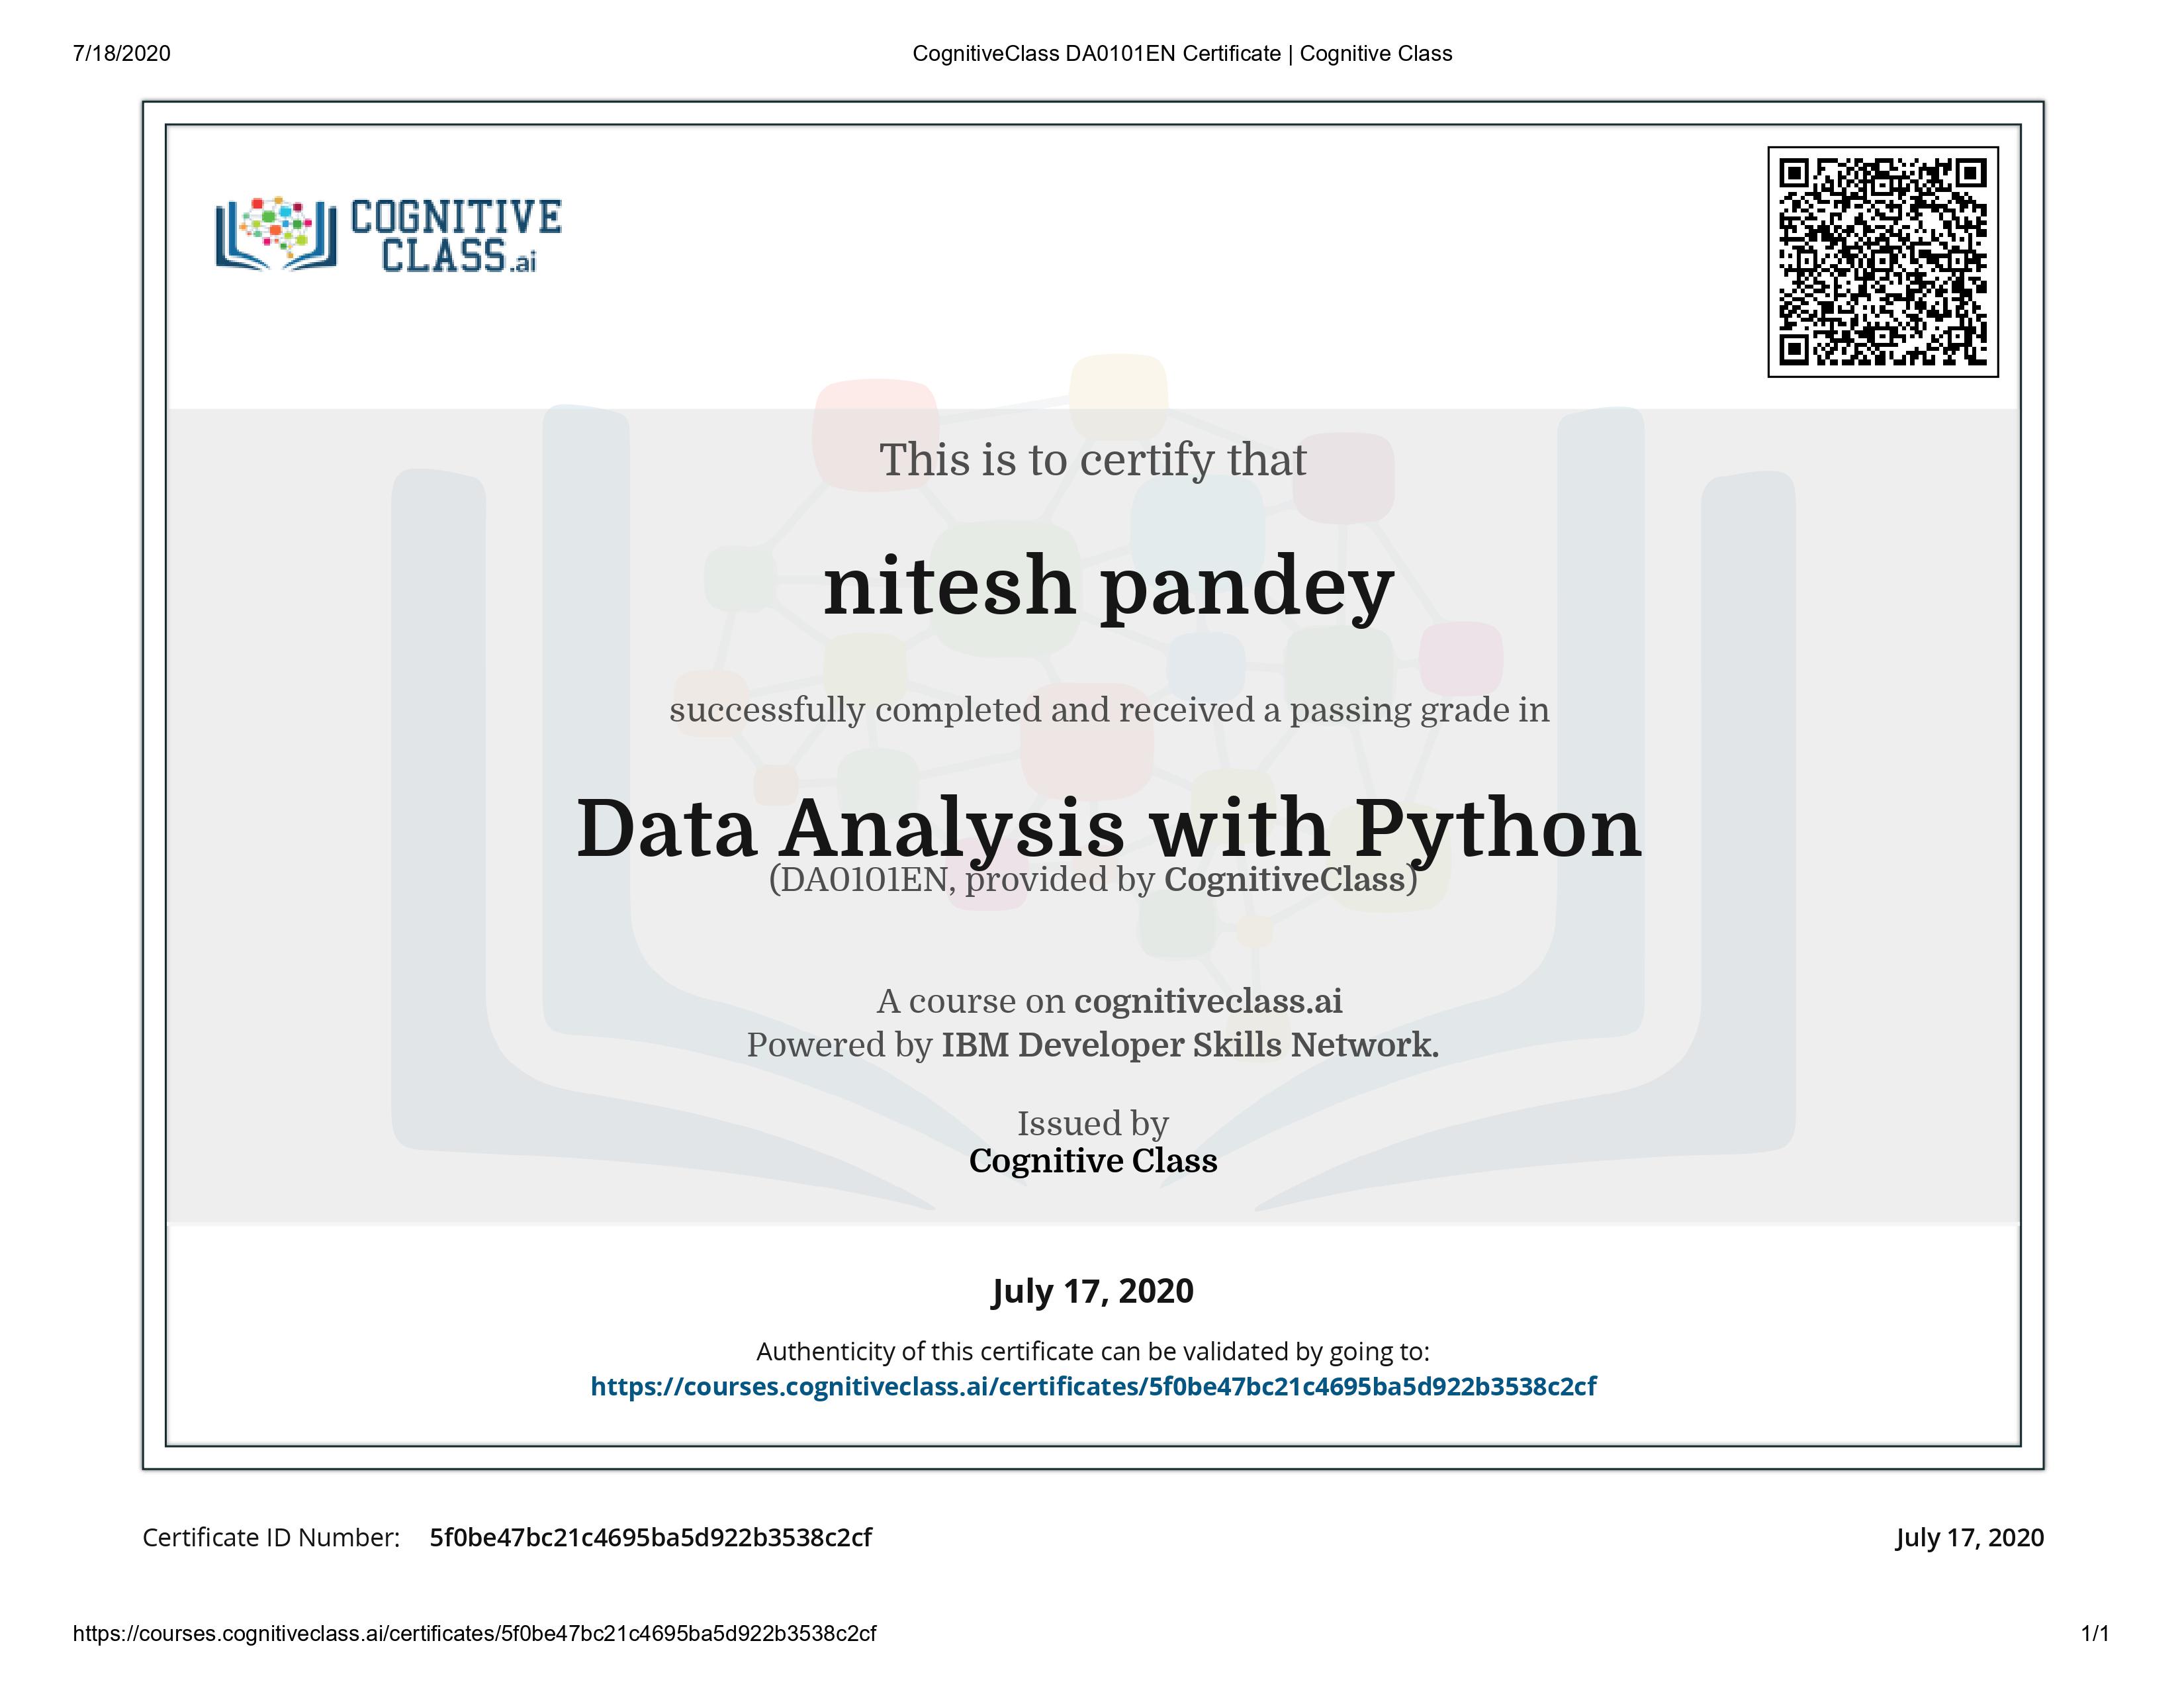 7/18/2020
CognitiveClass DA0101EN Certificate | Cognitive Class
COGNITIVE
CLASS.ai
This is to certify that
nitesh pandey
successfully completed and received a passing grade in
Data Analysis with Python
(DA0101EN, provided by CognitiveClass)
A course on cognitiveclass.ai
Powered by IBM Developer Skills Network.
Issued by
Cognitive Class
July 17, 2020
Authenticity of this certificate can be validated by going to:
https://courses.cognitiveclass.ai/certificates/5f0be47bc21c4695ba5d922b3538c2cf
Certificate ID Number: 5f0be47bc21c4695ba5d922b3538c2cf
July 17, 2020
https://courses.cognitiveclass.ai/certificates/5f0be47bc21c4695ba5d922b3538c2cf
1/1